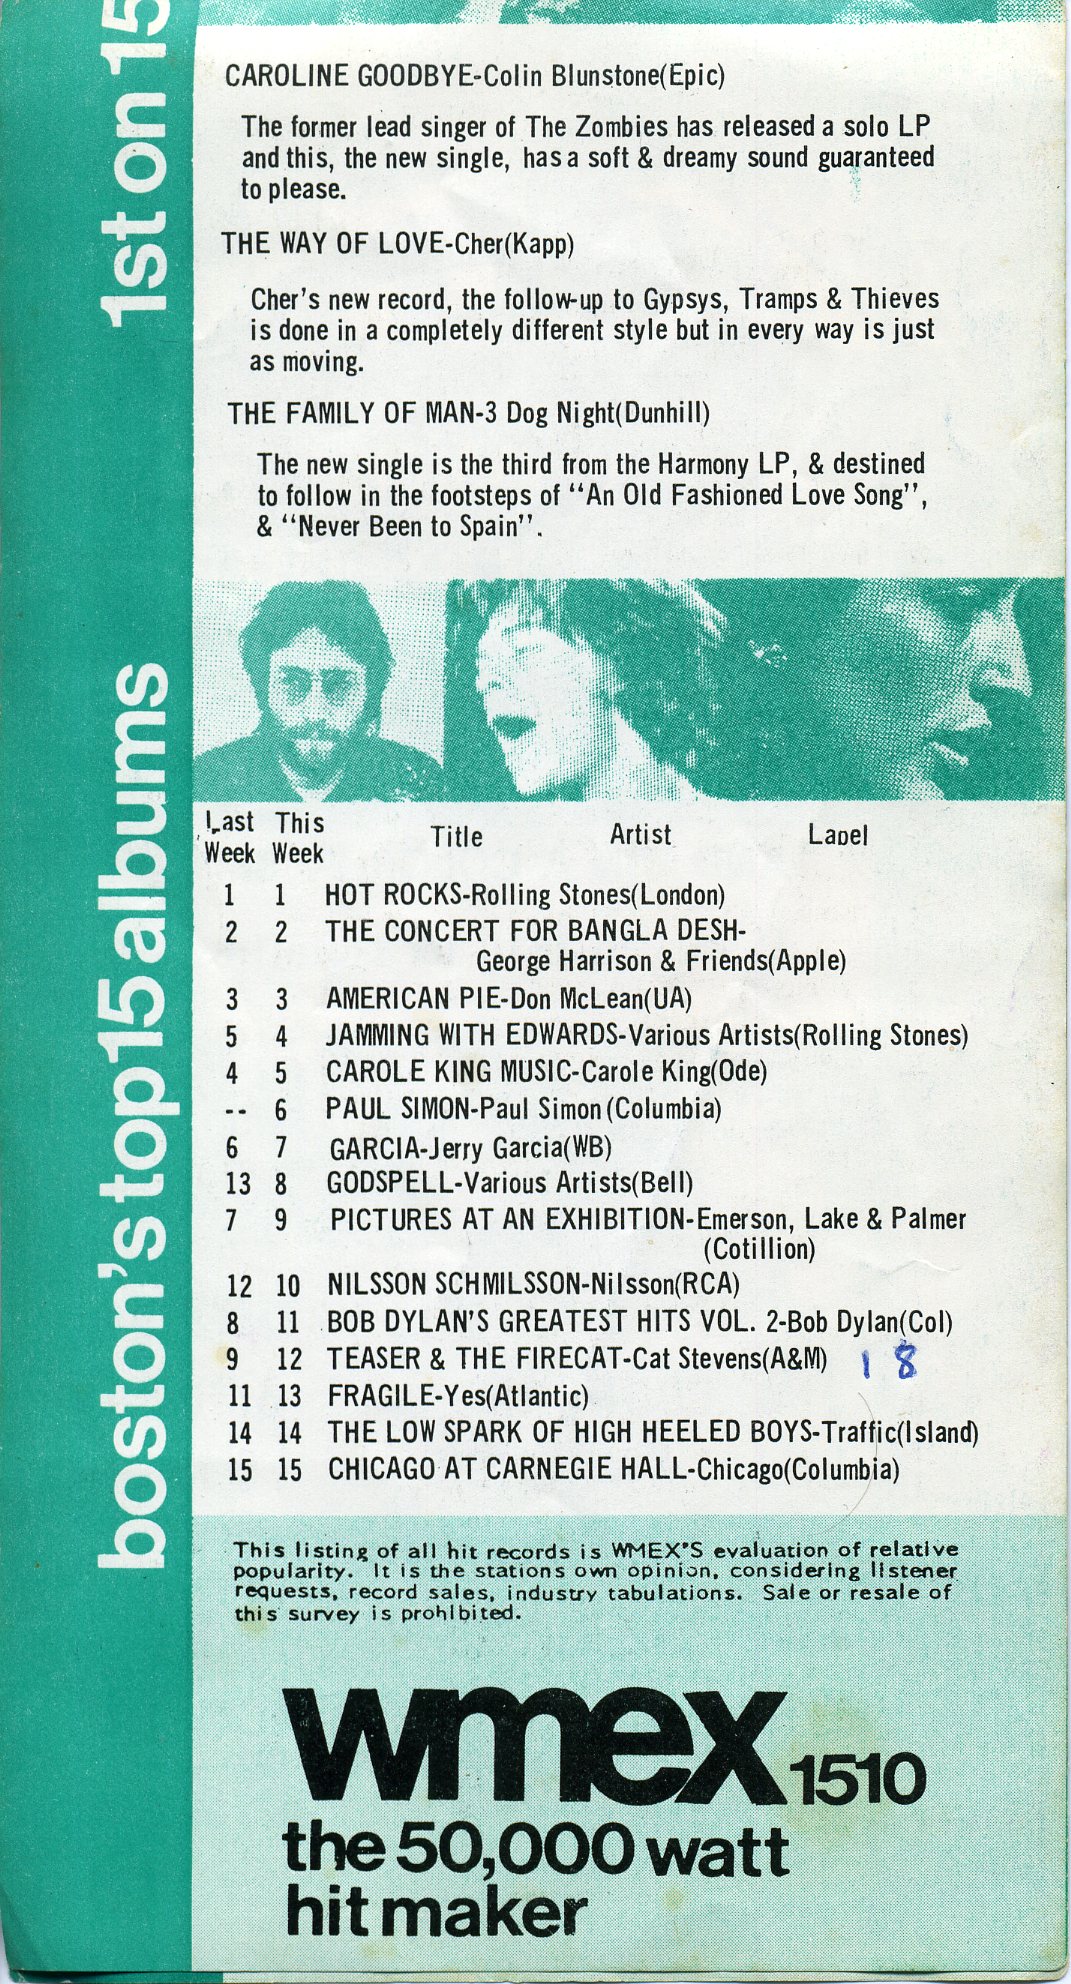 1st on 15
CAROLINE GOODBYE-Colin Blunstone(Epic)
The former lead singer of The Zombies has released a solo LP
and this, the new single, has a soft & dreamy sound guaranteed
to please.
THE WAY OF LOVE-Cher(Kapp)
Cher's new record, the follow-up to Gypsys, Tramps & Thieves
is done in a completely different style but in every way is just
as moving.
THE FAMILY OF MAN-3 Dog Night(Dunhill)
The new single is the third from the Harmony LP, & destined
to follow in the footsteps of "An Old Fashioned Love Song",
& "Never Been to Spain".
boston's top 15 albums
Last This
Week Week Title Artist Label
1 1 HOT ROCKS-Rolling Stones(London)
2 2 THE CONCERT FOR BANGLA DESH-
George Harrison & Friends(Apple)
3 3 AMERICAN PIE-Don McLean(UA)
5 4 JAMMING WITH EDWARDS-Various Artists(Rolling Stones)
4 5 CAROLE KING MUSIC-Carole King(Ode)
-- 6 PAUL SIMON-Paul Simon(Columbia)
6 7 GARCIA-Jerry Garcia(WB)
13 8 GODSPELL-Various Artists(Bell)
7 9 PICTURES AT AN EXHIBITION-Emerson, Lake & Palmer
(Cotillion)
12 10 NILSSON SCHMILSSON-Nilsson(RCA)
8 11 BOB DYLAN'S GREATEST HITS VOL. 2-Bob Dylan(Col)
9 12 TEASER & THE FIRECAT-Cat Stevens(A&M) 1 8
11 13 FRAGILE-Yes(Atlantic)
14 14 THE LOW SPARK OF HIGH HEELED BOYS-Traffic(Island)
15 15 CHICAGO AT CARNEGIE HALL-Chicago(Columbia)
This listing of all hit records is WMEX'S evaluation of relative
popularity. It is the stations own opinion, considering listener
requests, record sales, industry tabulations. Sale or resale of
this survey is prohibited.
wmex 1510
the 50,000 watt
hit maker